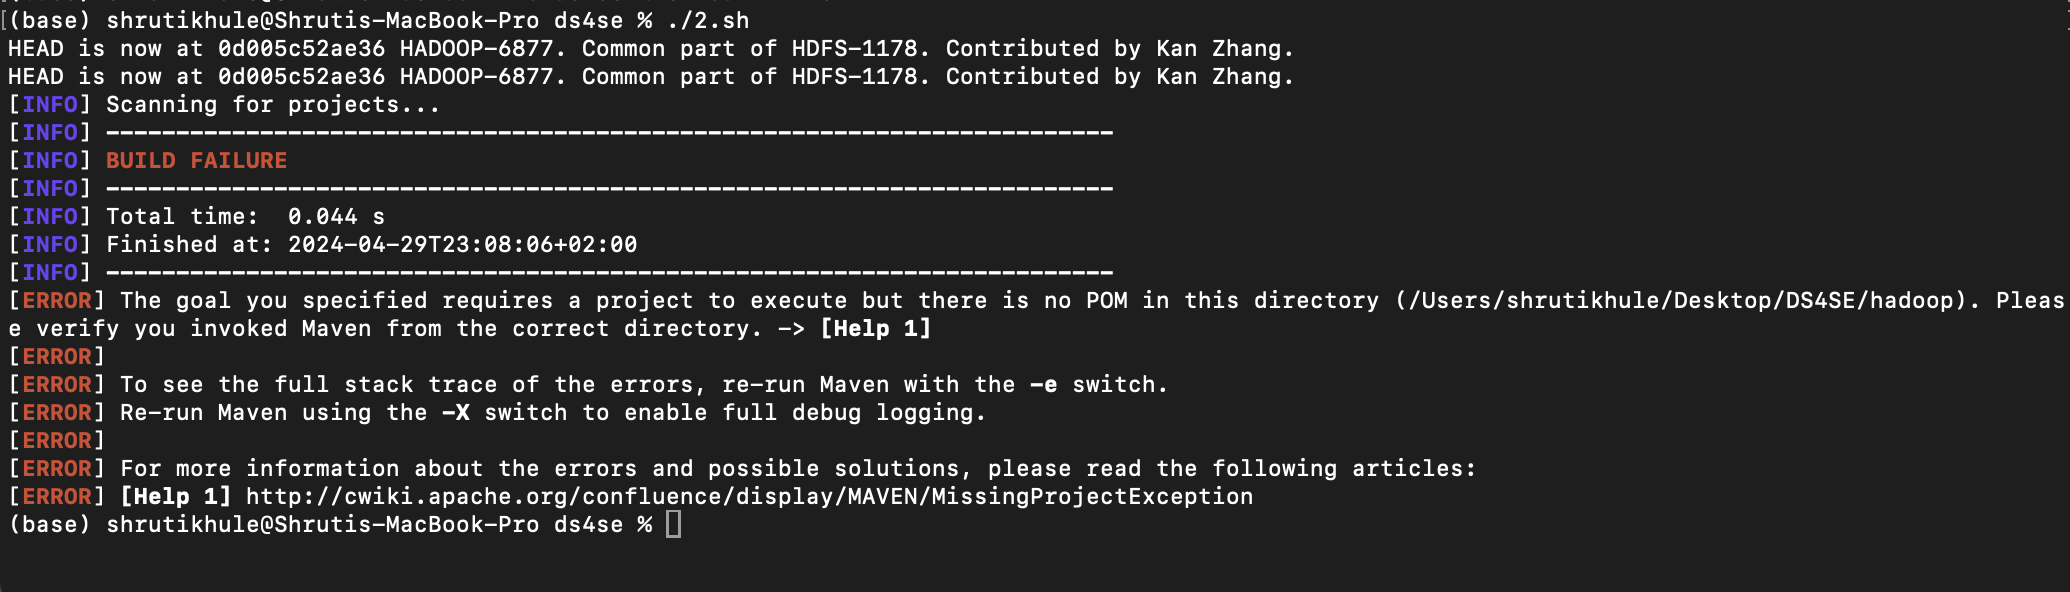 [(base) shrutikhule@Shrutis-MacBook-Pro ds4se % ./2.sh
HEAD is now at 0d005c52ae36 HADOOP-6877. Common part of HDFS-1178. Contributed by Kan Zhang.
HEAD is now at 0d005c52ae36 HADOOP-6877. Common part of HDFS-1178. Contributed by Kan Zhang.
[INFO] Scanning for projects...
[INFO] ------------------------------------------------------------------------
[INFO] BUILD FAILURE
[INFO] ------------------------------------------------------------------------
[INFO] Total time:  0.044 s
[INFO] Finished at: 2024-04-29T23:08:06+02:00
[INFO] ------------------------------------------------------------------------
[ERROR] The goal you specified requires a project to execute but there is no POM in this directory (/Users/shrutikhule/Desktop/DS4SE/hadoop). Pleas
e verify you invoked Maven from the correct directory. -> [Help 1]
[ERROR]
[ERROR] To see the full stack trace of the errors, re-run Maven with the -e switch.
[ERROR] Re-run Maven using the -X switch to enable full debug logging.
[ERROR]
[ERROR] For more information about the errors and possible solutions, please read the following articles:
[ERROR] [Help 1] http://cwiki.apache.org/confluence/display/MAVEN/MissingProjectException
(base) shrutikhule@Shrutis-MacBook-Pro ds4se %